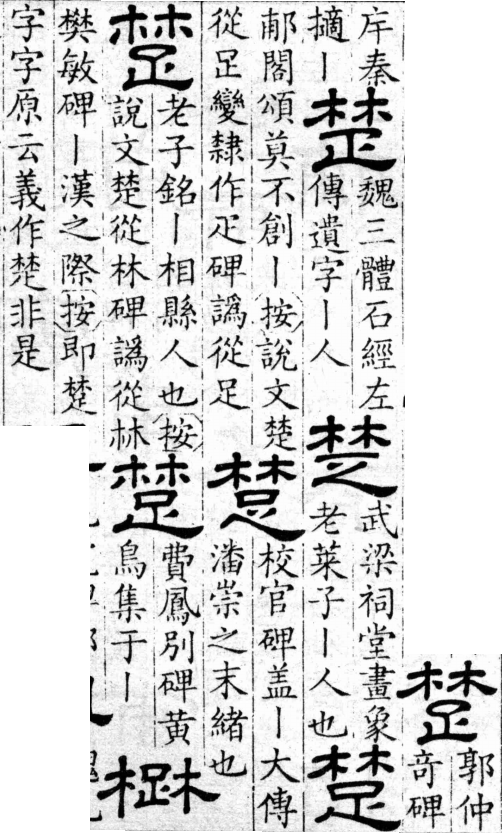 楚
郭仲
奇碑
斥秦
摘丨
楚
魏三體石經左
傳遺字丨人
楚
武梁祠堂畫象
老萊子丨人也
楚
郙閣頌莫不創丨按說文楚
從足變隸作疋碑譌從足
楚
校官碑盖丨大傅
潘崇之末緒也
楚
老子銘丨相縣人也按
說文楚從林碑譌從𣏟
楚
費鳳別碑黄
鳥集于丨
樊敏碑丨漢之際按即楚
字字原云義作楚非是